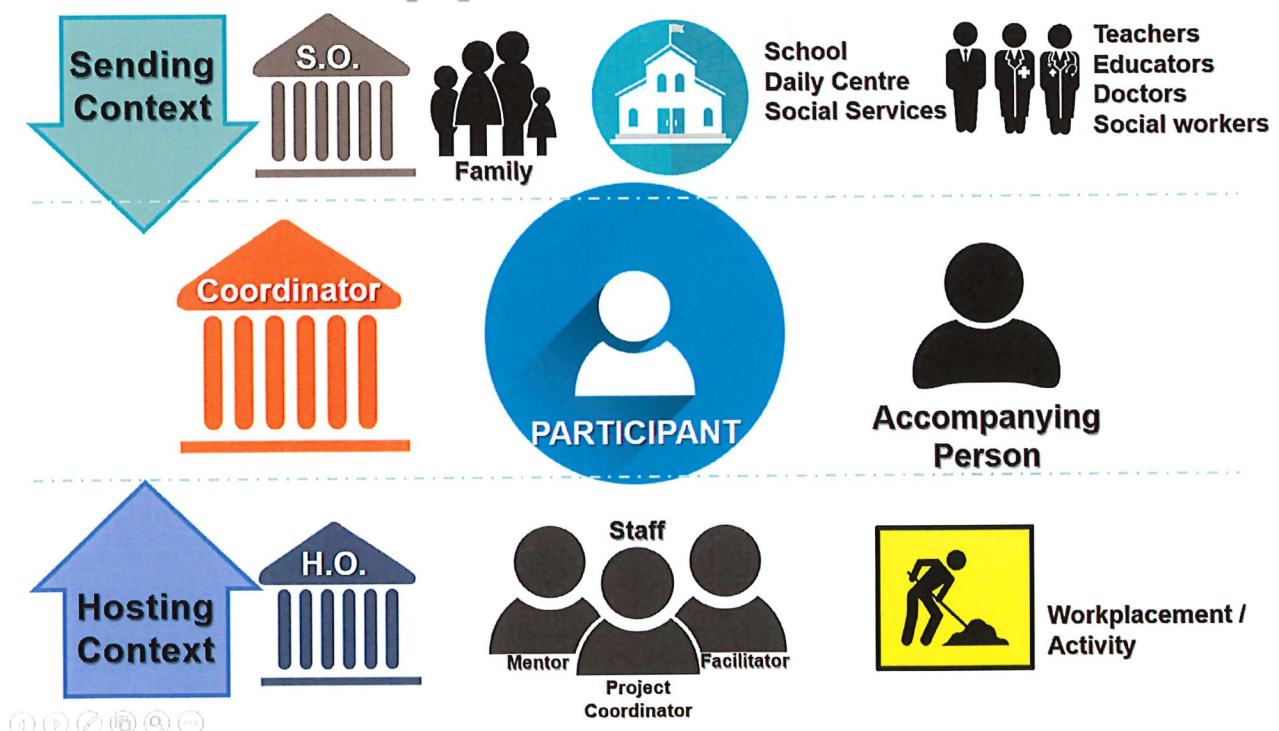 Sending
Context
S.O.
Family
School
Daily Centre
Social Services
Teachers
Educators
Doctors
Social workers
Coordinator
PARTICIPANT
Accompanying
Person
Hosting
Context
H.O.
Staff
Mentor
Facilitator
Project
Coordinator
Workplacement /
Activity